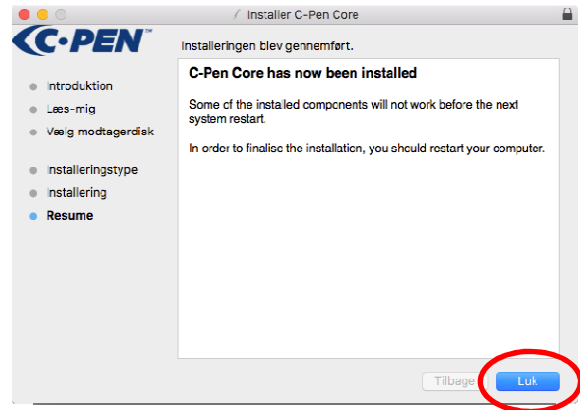 Installer C-Pen Core
C-PEN™
Installeringen blev gennemført.
Introduktion
Læs-mig
Vælg modtagerdisk
Installeringstype
Installering
Resume
C-Pen Core has now been installed
Some of the installed components will not work before the next
system restart.
In order to finalise the installation, you should restart your computer.
Tilbage
Luk